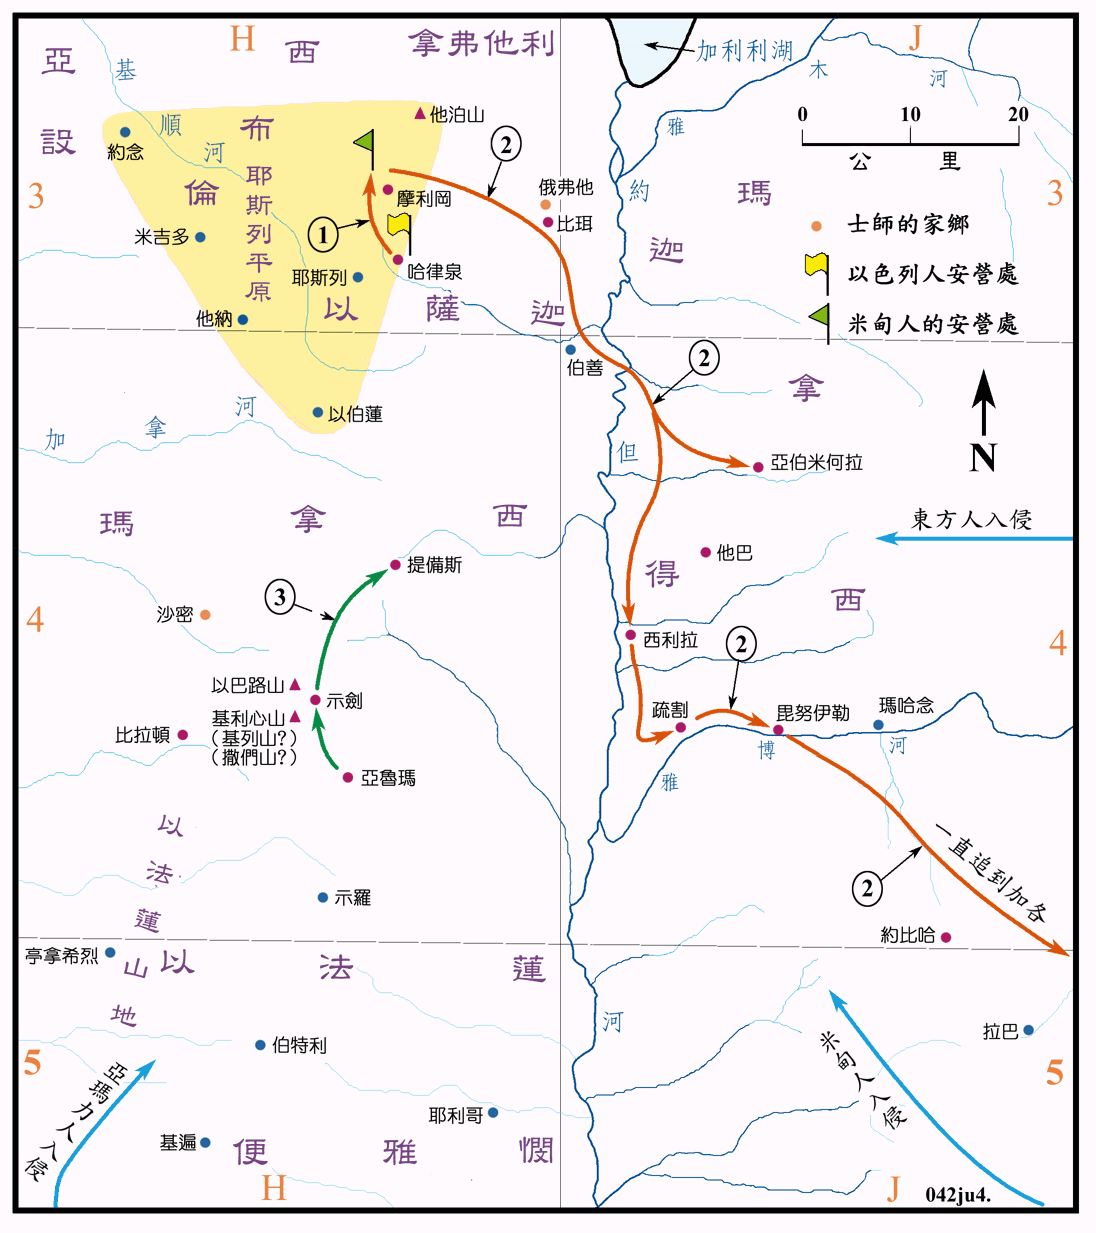 H
西
拿弗他利
J
亞
設
基
順
河
加利利湖
木
河
雅
0
10
20
公
里
他泊山
約念
布
倫
3
3
耶
斯
列
平
原
2
俄弗他
比珥
約
瑪
迦
拿
摩利岡
1
米吉多
哈律泉
耶斯列
士師的家鄉
以色列人安營處
米甸人的安營處
他納
以
薩
迦
伯善
2
以伯蓮
加
拿
河
但
亞伯米何拉
N
瑪
拿
西
東方人入侵
提備斯
他巴
得
西
3
沙密
4
4
西利拉
2
以巴路山
示劍
基利心山
(基列山?)
(撒們山?)
比拉頓
亞魯瑪
疏割
毘努伊勒
瑪哈念
雅
博
河
以
法
蓮
山
地
一直追到加各
2
示羅
約比哈
亭拿希烈
以
法
蓮
河
米甸人入侵
拉巴
5
5
伯特利
亞瑪力人入侵
耶利哥
基遍
便
雅
憫
H
J
042ju4.